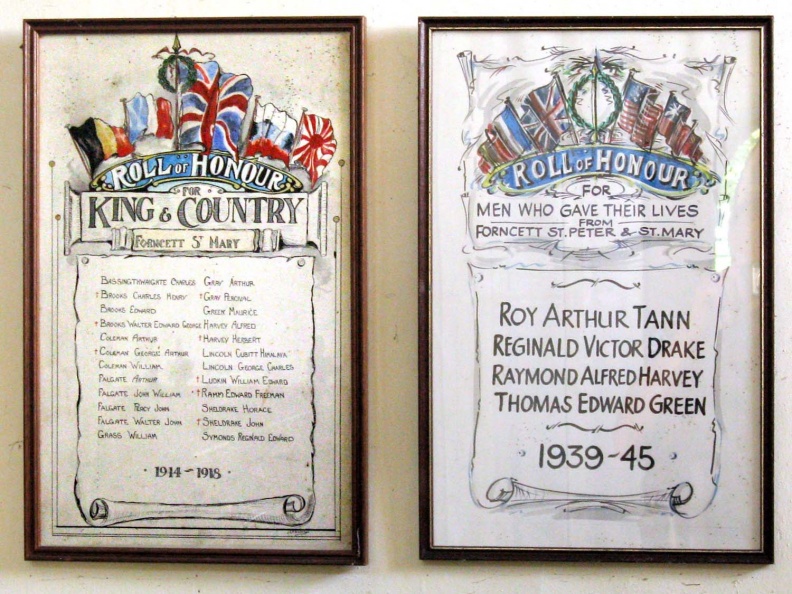 ROLL OF HONOUR
FOR
KING & COUNTRY
FORNCETT ST MARY
BASSINGTHWAIGHTE CHARLES
† BROOKS CHARLES HENRY
BROOKS EDWARD
† BROOKS WALTER EDWARD GEORGE
COLEMAN ARTHUR
† COLEMAN GEORGE ARTHUR
COLEMAN WILLIAM
FALGATE ARTHUR
FALGATE JOHN WILLIAM
FALGATE PERCY JOHN
FALGATE WALTER JOHN
GRASS WILLIAM
GRAY ARTHUR
† GRAY PERCIVAL
GREEN MAURICE
HARVEY ALFRED
† HARVEY HERBERT
LINCOLN CUBITT HIMALAYA
LINCOLN GEORGE CHARLES
† LUDKIN WILLIAM EDWARD
† RAMM EDWARD FREEMAN
SHELDRAKE HORACE
† SHELDRAKE JOHN
SYMONDS REGINALD EDWARD
· 1914 - 1918 ·
ROLL OF HONOUR
FOR
MEN WHO GAVE THEIR LIVES
FROM
FORNCETT ST. PETER & ST. MARY
ROY ARTHUR TANN
REGINALD VICTOR DRAKE
RAYMOND ALFRED HARVEY
THOMAS EDWARD GREEN
1939-45